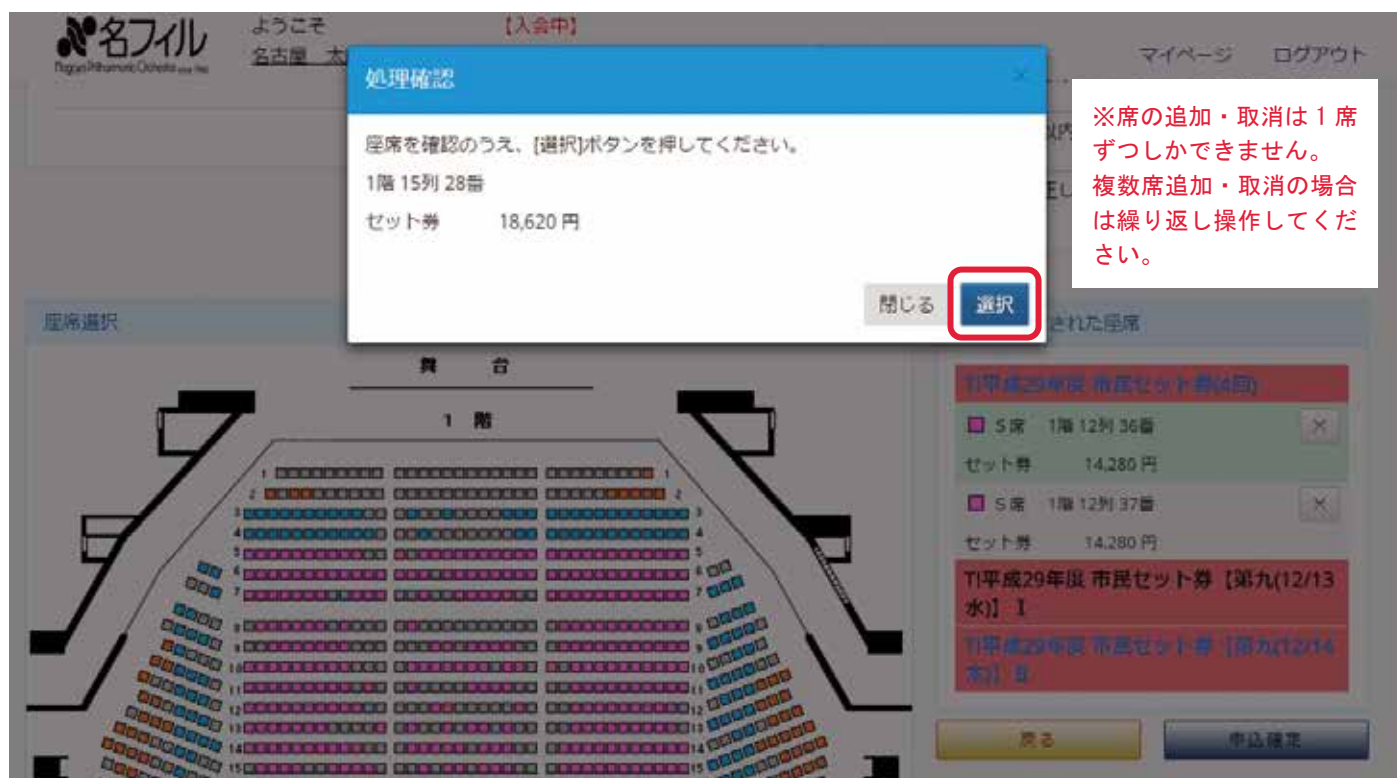 名フィル
ようこそ
【入会中】
マイページ ログアウト
処理確認
座席を確認のうえ、[選択]ボタンを押してください。
1階 15列 28番
セット券 18,620 円
閉じる 選択
※席の追加・取消は1席
ずつしかできません。
複数席追加・取消の場合
は繰り返し操作してくだ
さい。
座席選択
された座席
舞 台
1 階
TI平成29年度 市民セット券(4回)
S席 1階 12列 36番
セット券 14,280 円
S席 1階 12列 37番
セット券 14,280 円
TI平成29年度 市民セット券【第九(12/13
水)】 I
TI平成29年度 市民セット券【第九(12/14
木)】 II
戻る 申込確定